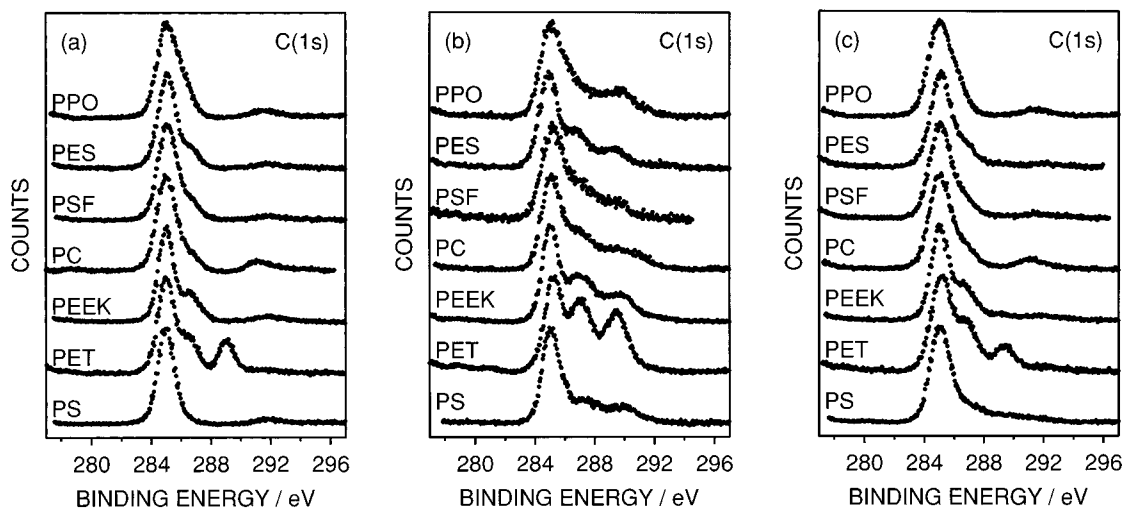 (a) C(1s)
PPO
PES
PSF
PC
PEEK
PET
PS
COUNTS
280 284 288 292 296
BINDING ENERGY / eV
(b) C(1s)
PPO
PES
PSF
PC
PEEK
PET
PS
COUNTS
280 284 288 292 296
BINDING ENERGY / eV
(c) C(1s)
PPO
PES
PSF
PC
PEEK
PET
PS
COUNTS
280 284 288 292 296
BINDING ENERGY / eV